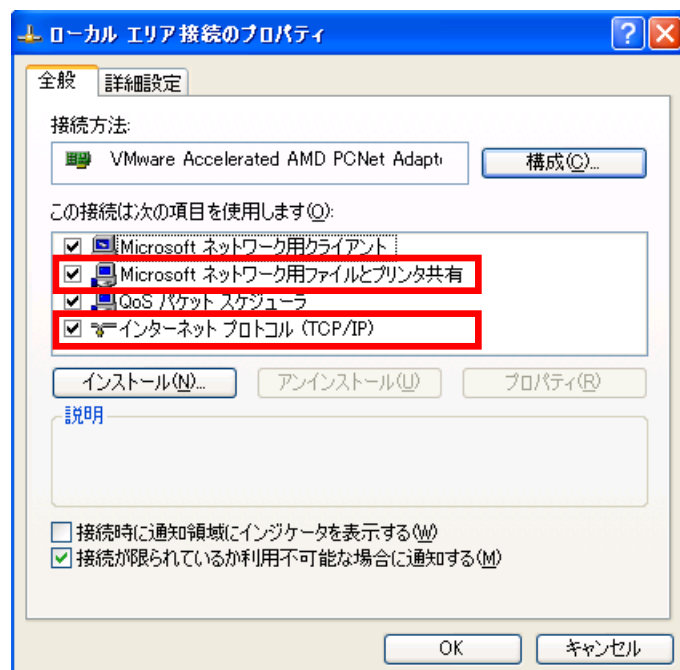 ローカル エリア接続のプロパティ
全般 詳細設定
接続方法:
VMware Accelerated AMD PCNet Adapt
構成(C)...
この接続は次の項目を使用します(O):
Microsoft ネットワーク用クライアント
Microsoft ネットワーク用ファイルとプリンタ共有
QoS パケット スケジューラ
インターネット プロトコル (TCP/IP)
インストール(N)... アンインストール(U) プロパティ(R)
説明
接続時に通知領域にインジケータを表示する(W)
接続が限られているか利用不可能な場合に通知する(M)
OK キャンセル